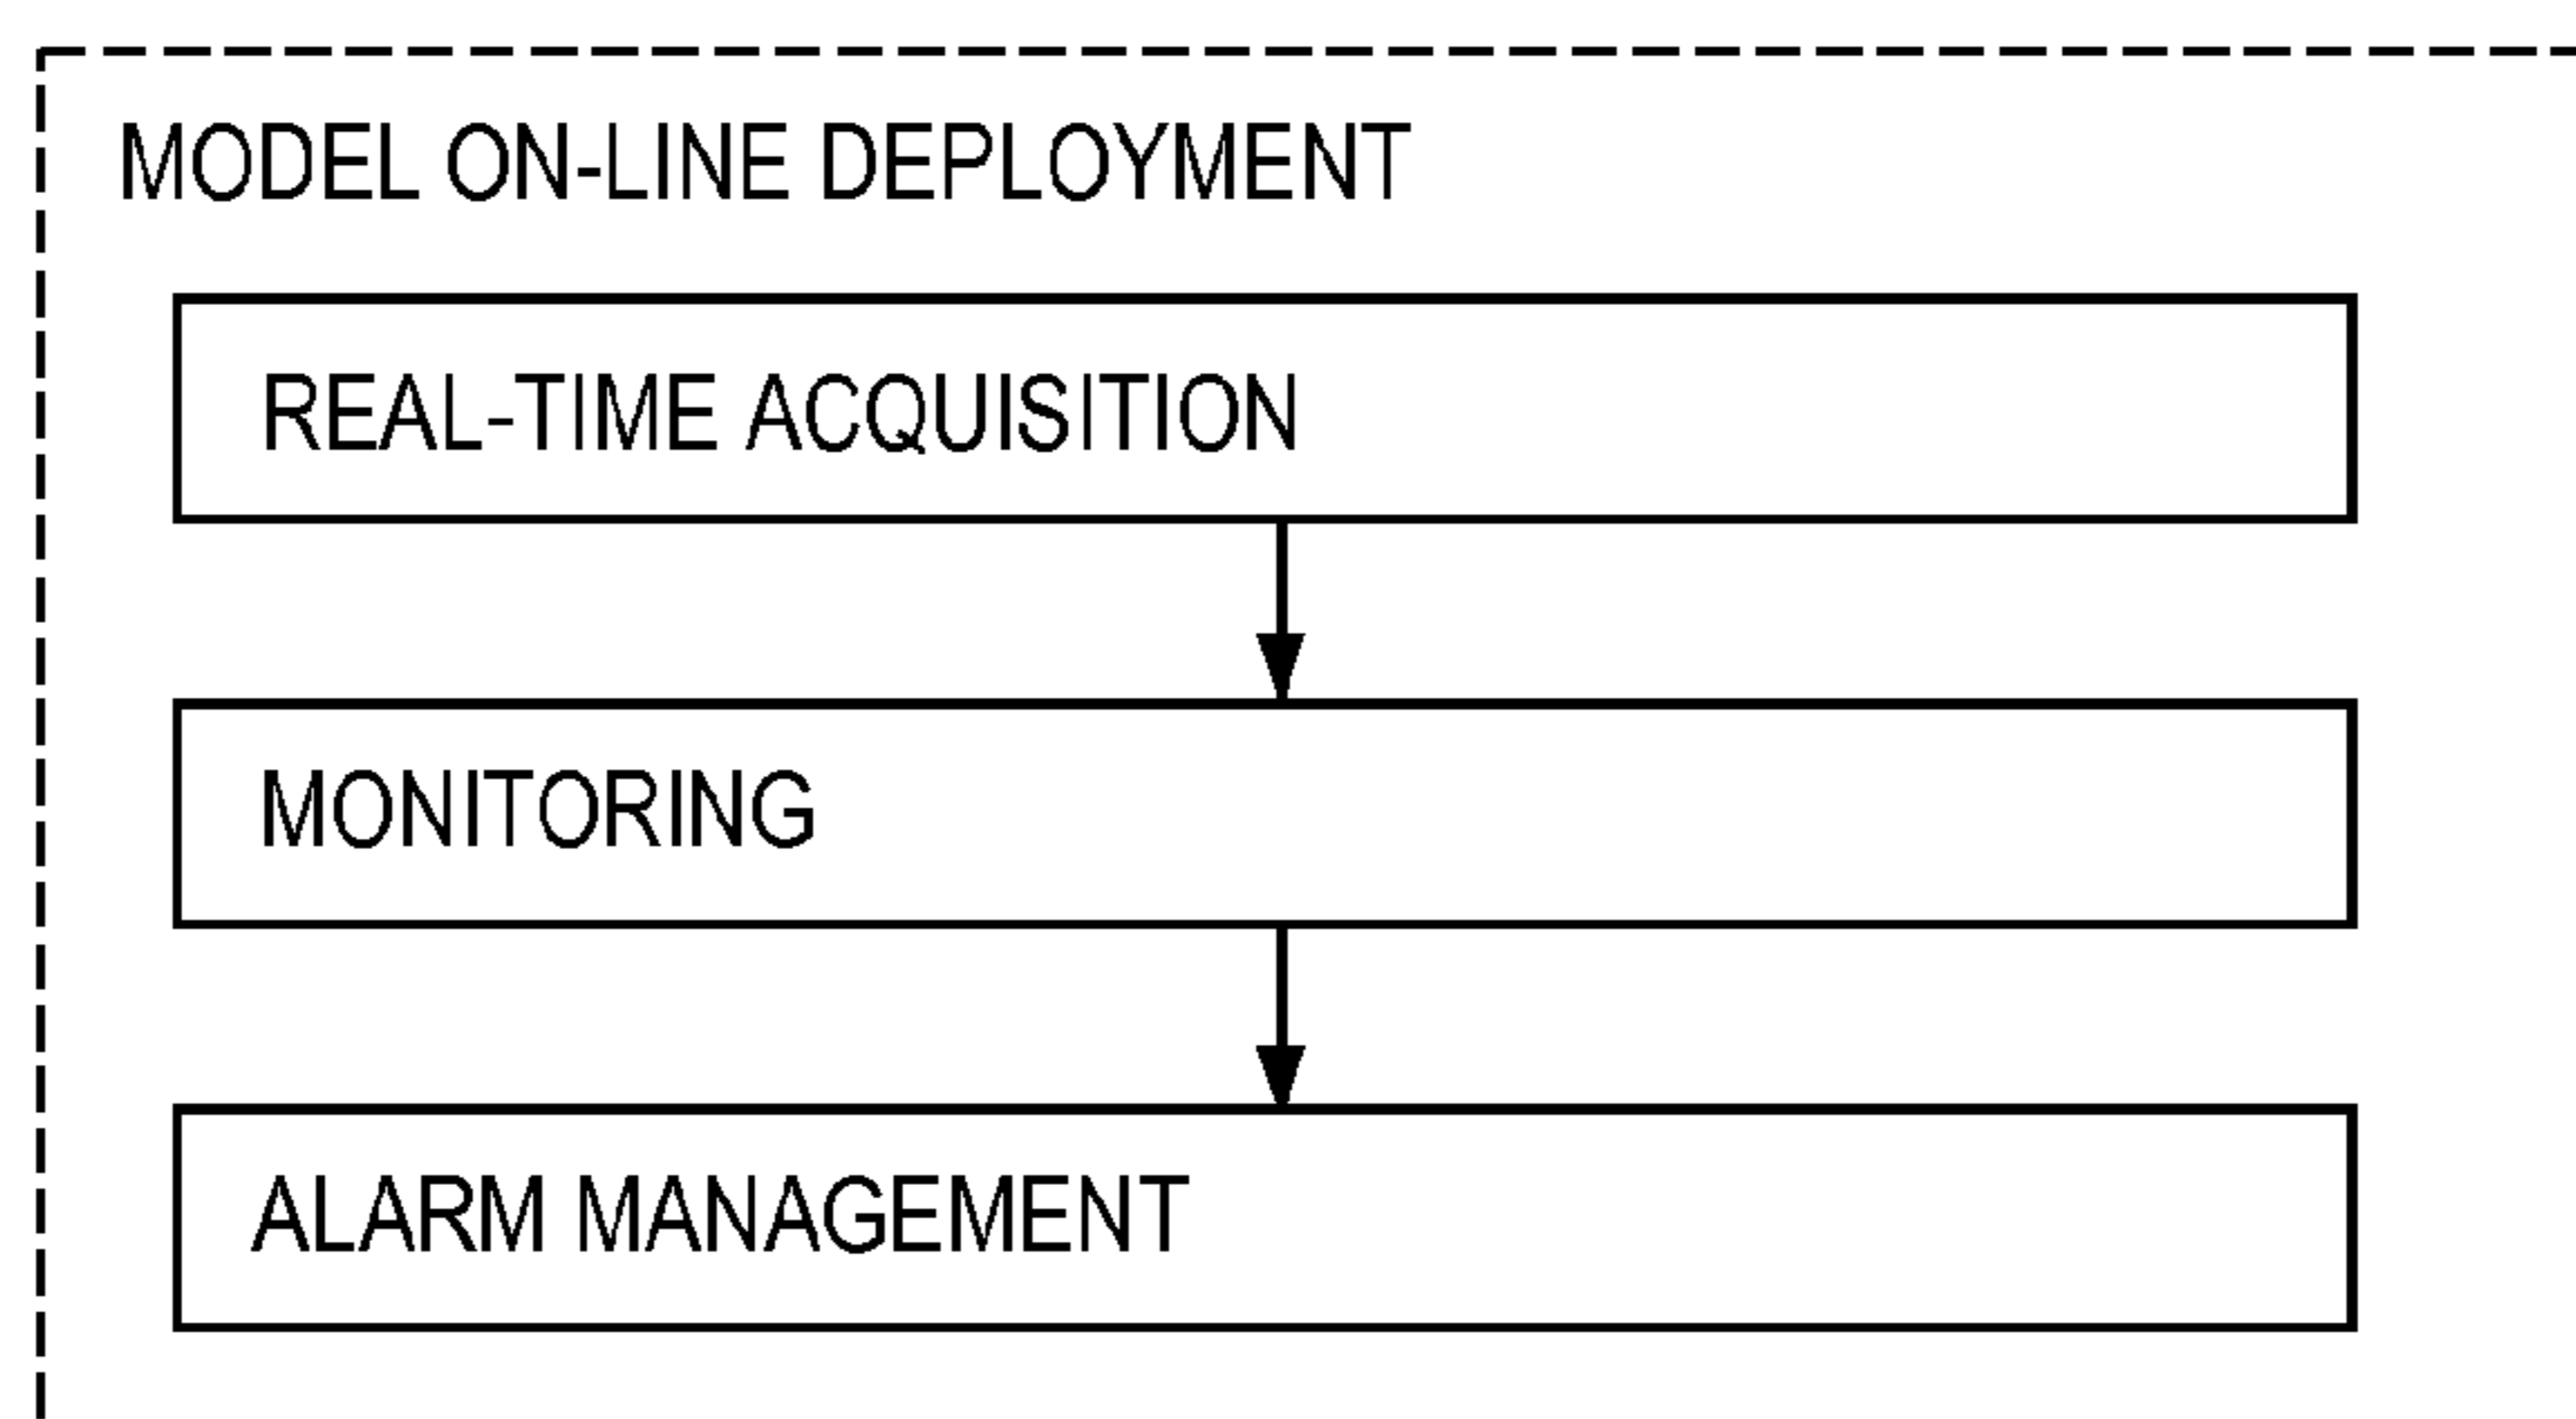 MODEL ON-LINE DEPLOYMENT
REAL-TIME ACQUISITION
MONITORING
ALARM MANAGEMENT